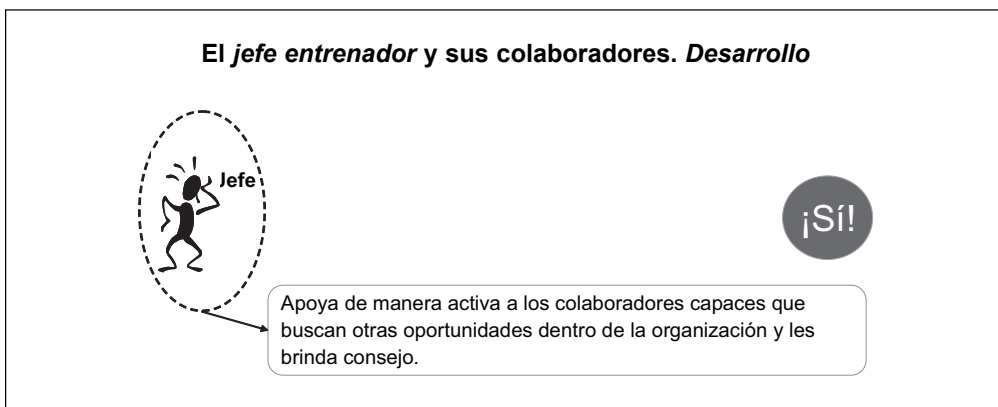 El jefe entrenador y sus colaboradores. Desarrollo
Jefe
¡Sí!
Apoya de manera activa a los colaboradores capaces que
buscan otras oportunidades dentro de la organización y les
brinda consejo.